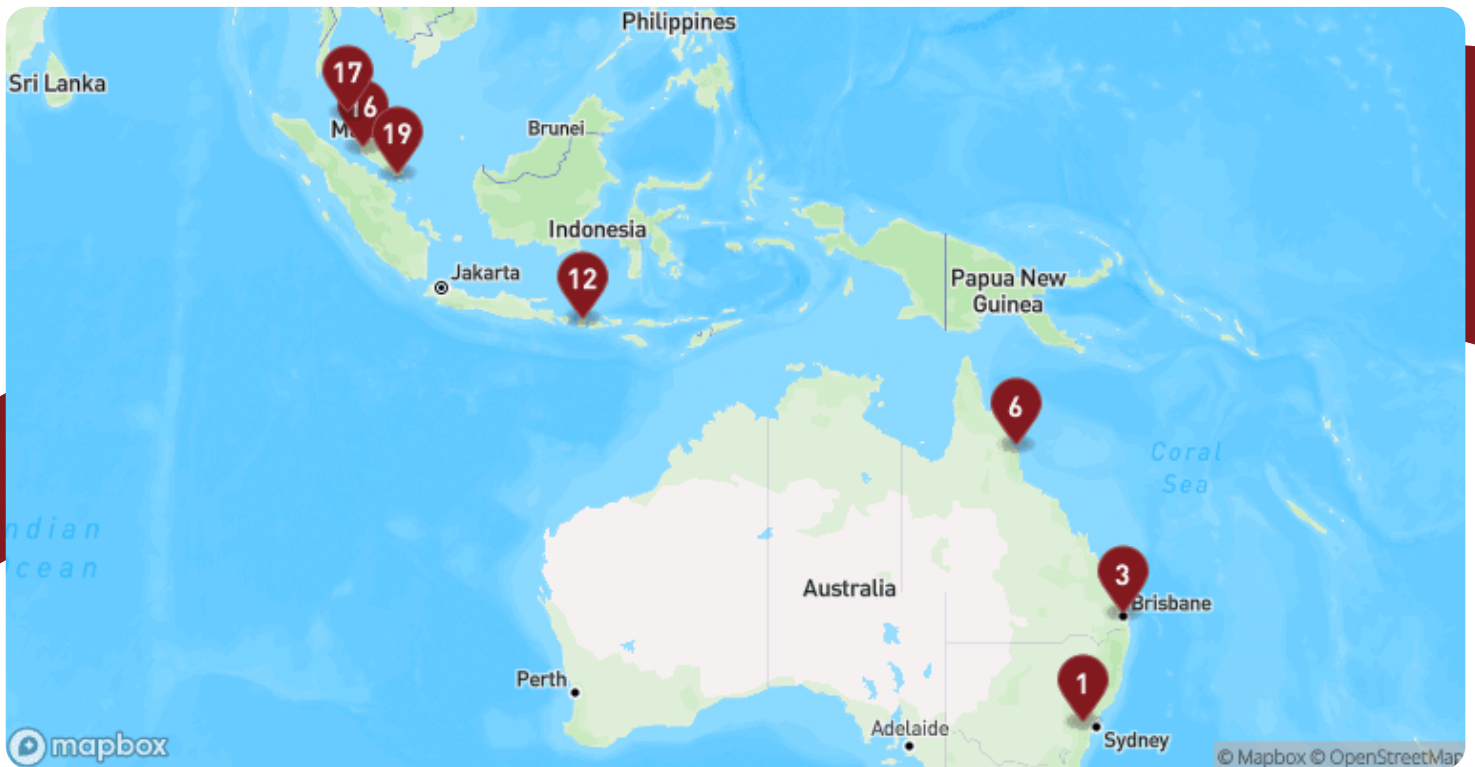 Philippines
Sri Lanka
17
16
19
Brunei
Indonesia
Jakarta
12
Papua New
Guinea
6
Coral
Sea
ndian
cean
3
Brisbane
Australia
Perth
1
Adelaide
Sydney
mapbox
© Mapbox © OpenStreetMap